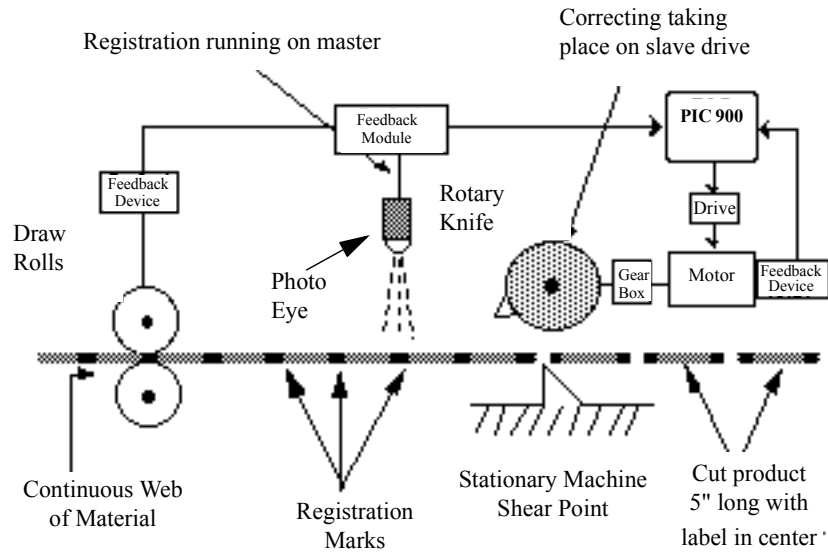 Registration running on master
Correcting taking
place on slave drive
Feedback
Module
PIC 900
Feedback
Device
Drive
Rotary
Knife
Draw
Rolls
Photo
Eye
Gear
Box
Motor
Feedback
Device
Continuous Web
of Material
Registration
Marks
Stationary Machine
Shear Point
Cut product
5" long with
label in center